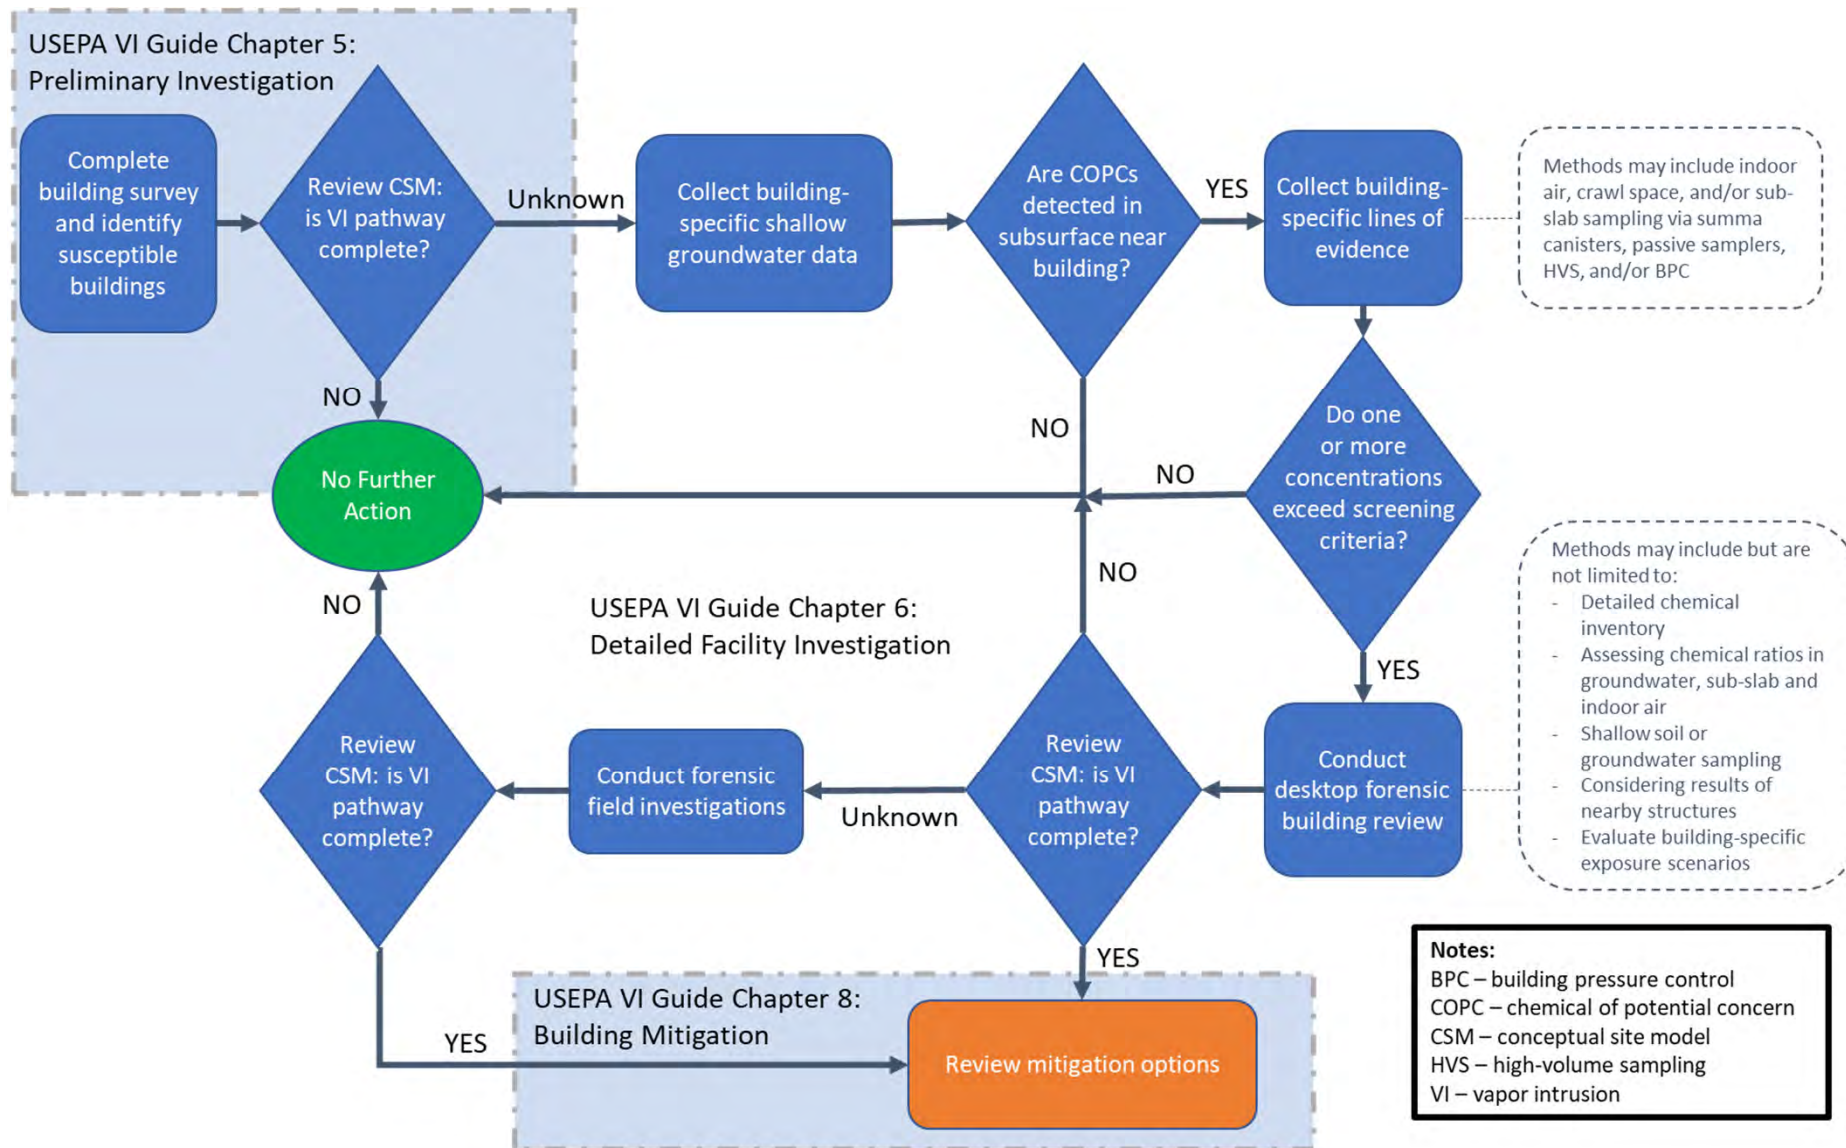 USEPA VI Guide Chapter 5:
Preliminary Investigation
Complete
building survey
and identify
susceptible
buildings
Review CSM:
is VI pathway
complete?
Unknown
Collect building-
specific shallow
groundwater data
Are COPCs
detected in
subsurface near
building?
YES
Collect building-
specific lines of
evidence
Methods may include indoor
air, crawl space, and/or sub-
slab sampling via summa
canisters, passive samplers,
HVS, and/or BPC
NO
No Further
Action
NO
NO
Do one
or more
concentrations
exceed screening
criteria?
NO
NO
USEPA VI Guide Chapter 6:
Detailed Facility Investigation
YES
Methods may include but are
not limited to:
- Detailed chemical
inventory
- Assessing chemical ratios in
groundwater, sub-slab and
indoor air
- Shallow soil or
groundwater sampling
- Considering results of
nearby structures
- Evaluate building-specific
exposure scenarios
Review
CSM: is VI
pathway
complete?
Conduct forensic
field investigations
Unknown
Review
CSM: is VI
pathway
complete?
Conduct
desktop forensic
building review
YES
USEPA VI Guide Chapter 8:
Building Mitigation
YES
Review mitigation options
Notes:
BPC – building pressure control
COPC – chemical of potential concern
CSM – conceptual site model
HVS – high-volume sampling
VI – vapor intrusion